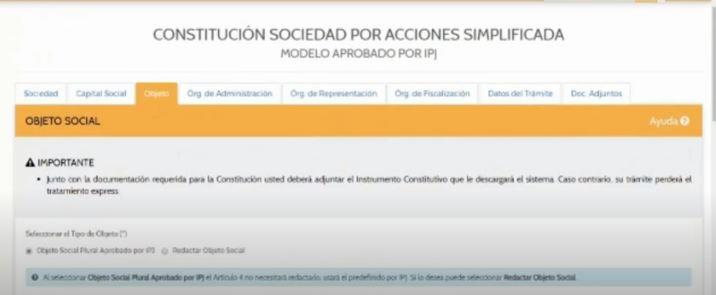 CONSTITUCIÓN SOCIEDAD POR ACCIONES SIMPLIFICADA
MODELO APROBADO POR IPJ
Sociedad Capital Social Objeto Órg. de Administración Órg. de Representación Órg. de Fiscalización Datos del Trámite Doc. Adjuntos
OBJETO SOCIAL Ayuda
IMPORTANTE
Junto con la documentación requerida para la Constitución usted deberá adjuntar el Instrumento Constitutivo que le descargará el sistema. Caso contrario, su trámite perderá el
tratamiento express.
Seleccionar el Tipo de Objeto (*)
Objeto Social Plural Aprobado por IPJ Redactar Objeto Social
Al seleccionar Objeto Social Plural Aprobado por IPJ el Artículo 4 no necesitará redactarlo, usará el predefinido por IPJ. Si lo desea puede seleccionar Redactar Objeto Social.